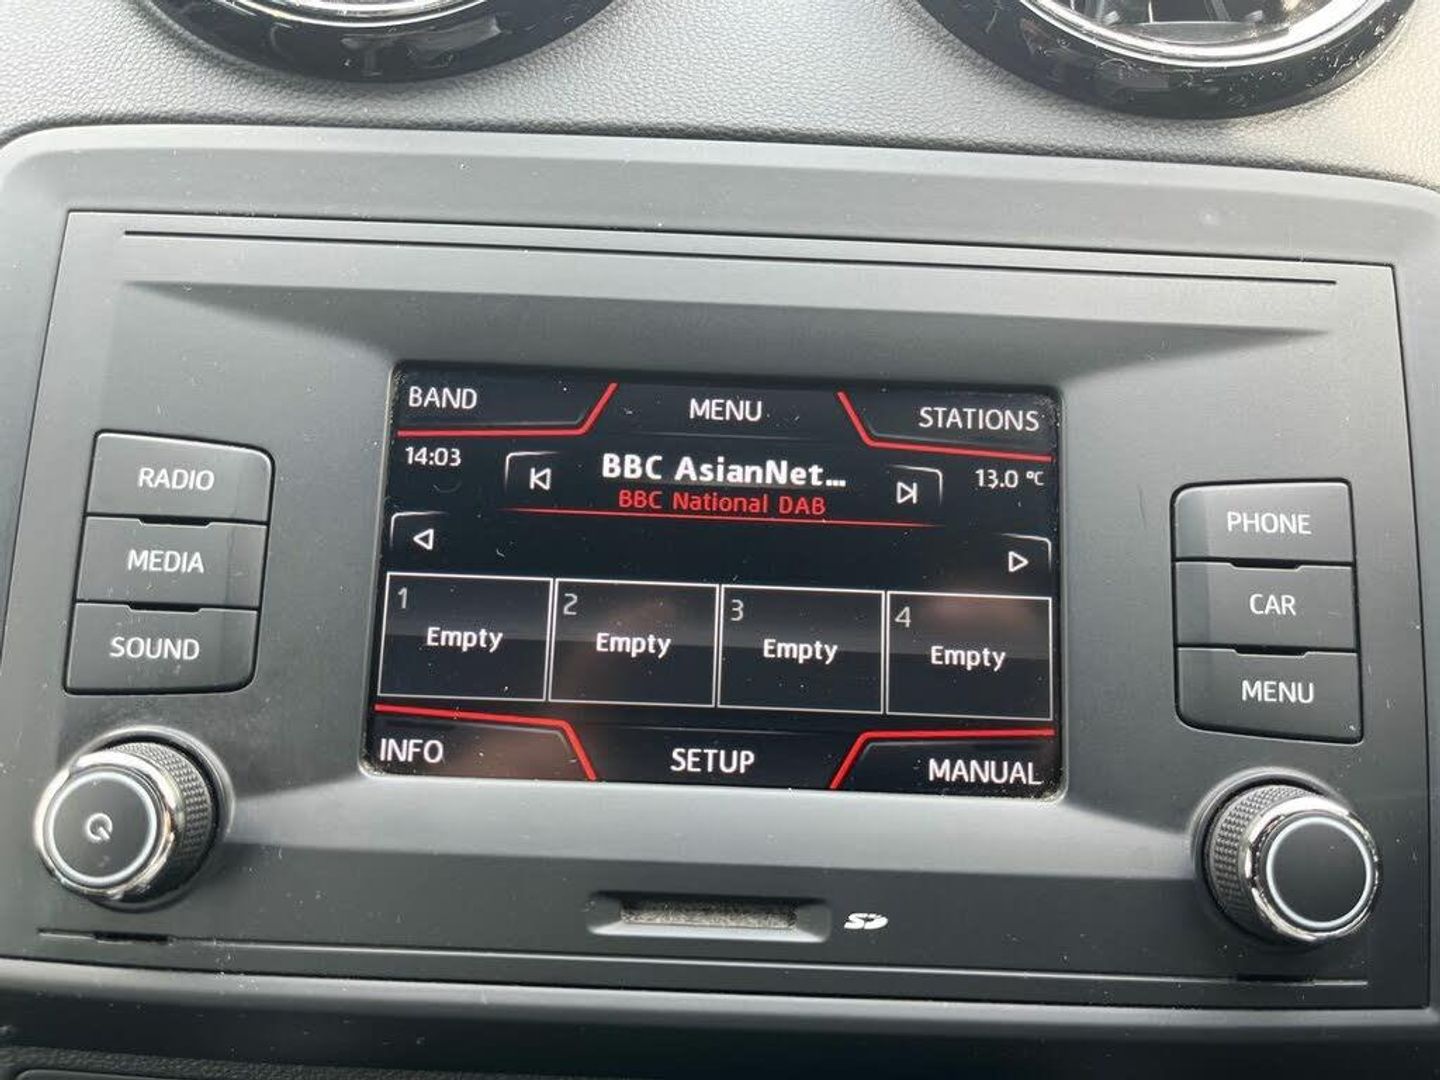 BAND
MENU
STATIONS
14:03
BBC AsianNet...
13.0 °C
BBC National DAB
RADIO
MEDIA
SOUND
1
Empty
2
Empty
3
Empty
4
Empty
INFO
SETUP
MANUAL
PHONE
CAR
MENU
SD